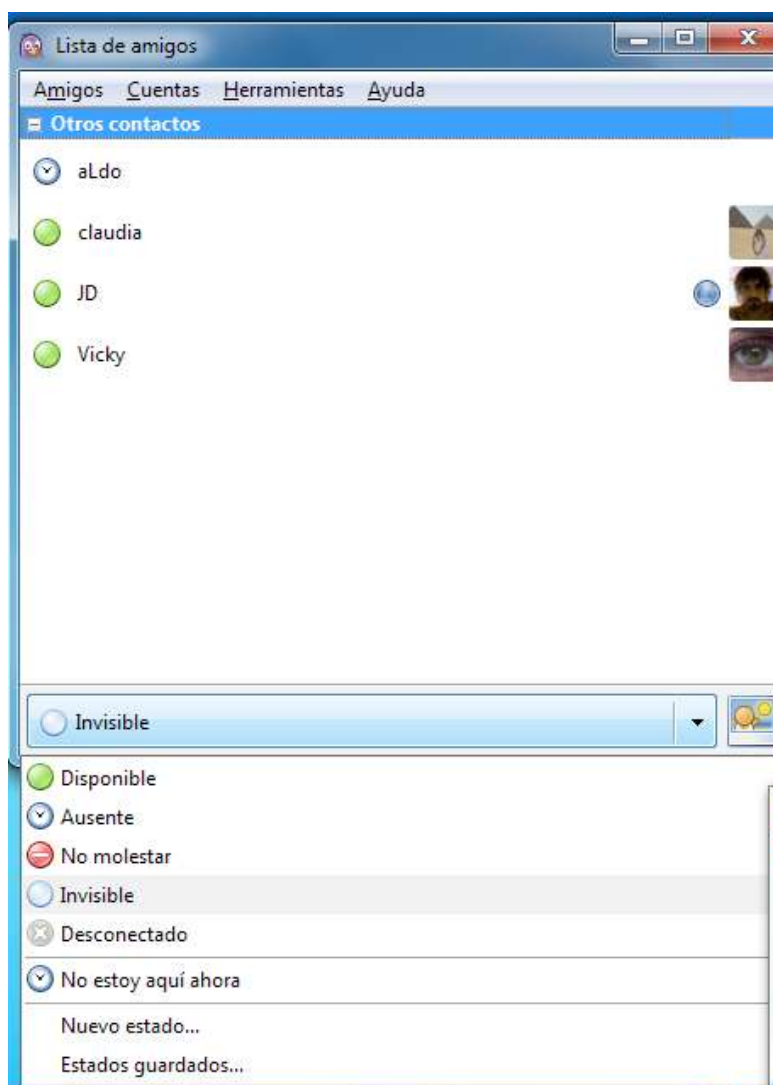 Lista de amigos
Amigos Cuentas Herramientas Ayuda
Otros contactos
aLdo
claudia
JD
Vicky
Invisible
Disponible
Ausente
No molestar
Invisible
Desconectado
No estoy aquí ahora
Nuevo estado...
Estados guardados...